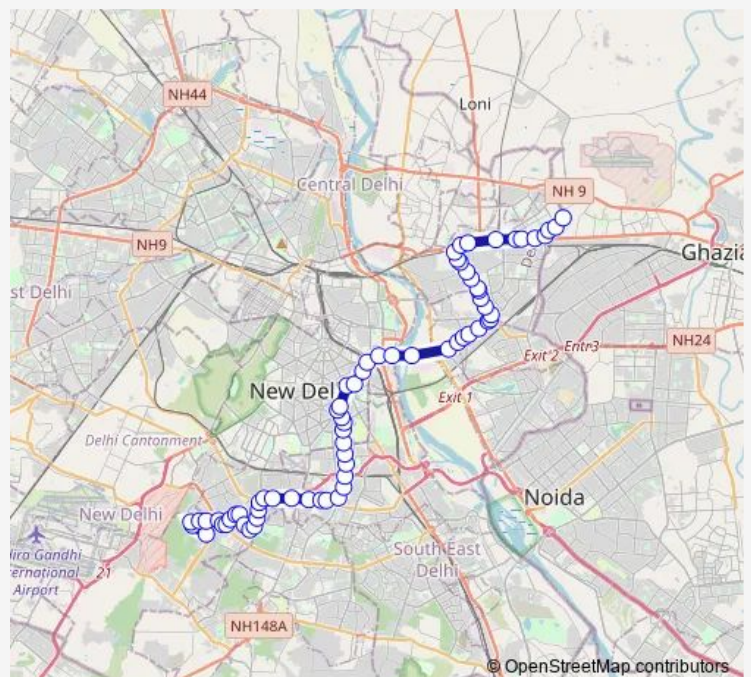 NH44
Loni
Central Delhi
NH 9
NH9
Ghazia
st Delhi
De
NH24
Entr3
Exit 2
New Del
Exit 1
Delhi Cantonment
Noida
New Delhi
dira Gandhi
ernational
Airport
21
South East
Delhi
NH148A
© OpenStreetMap contributors